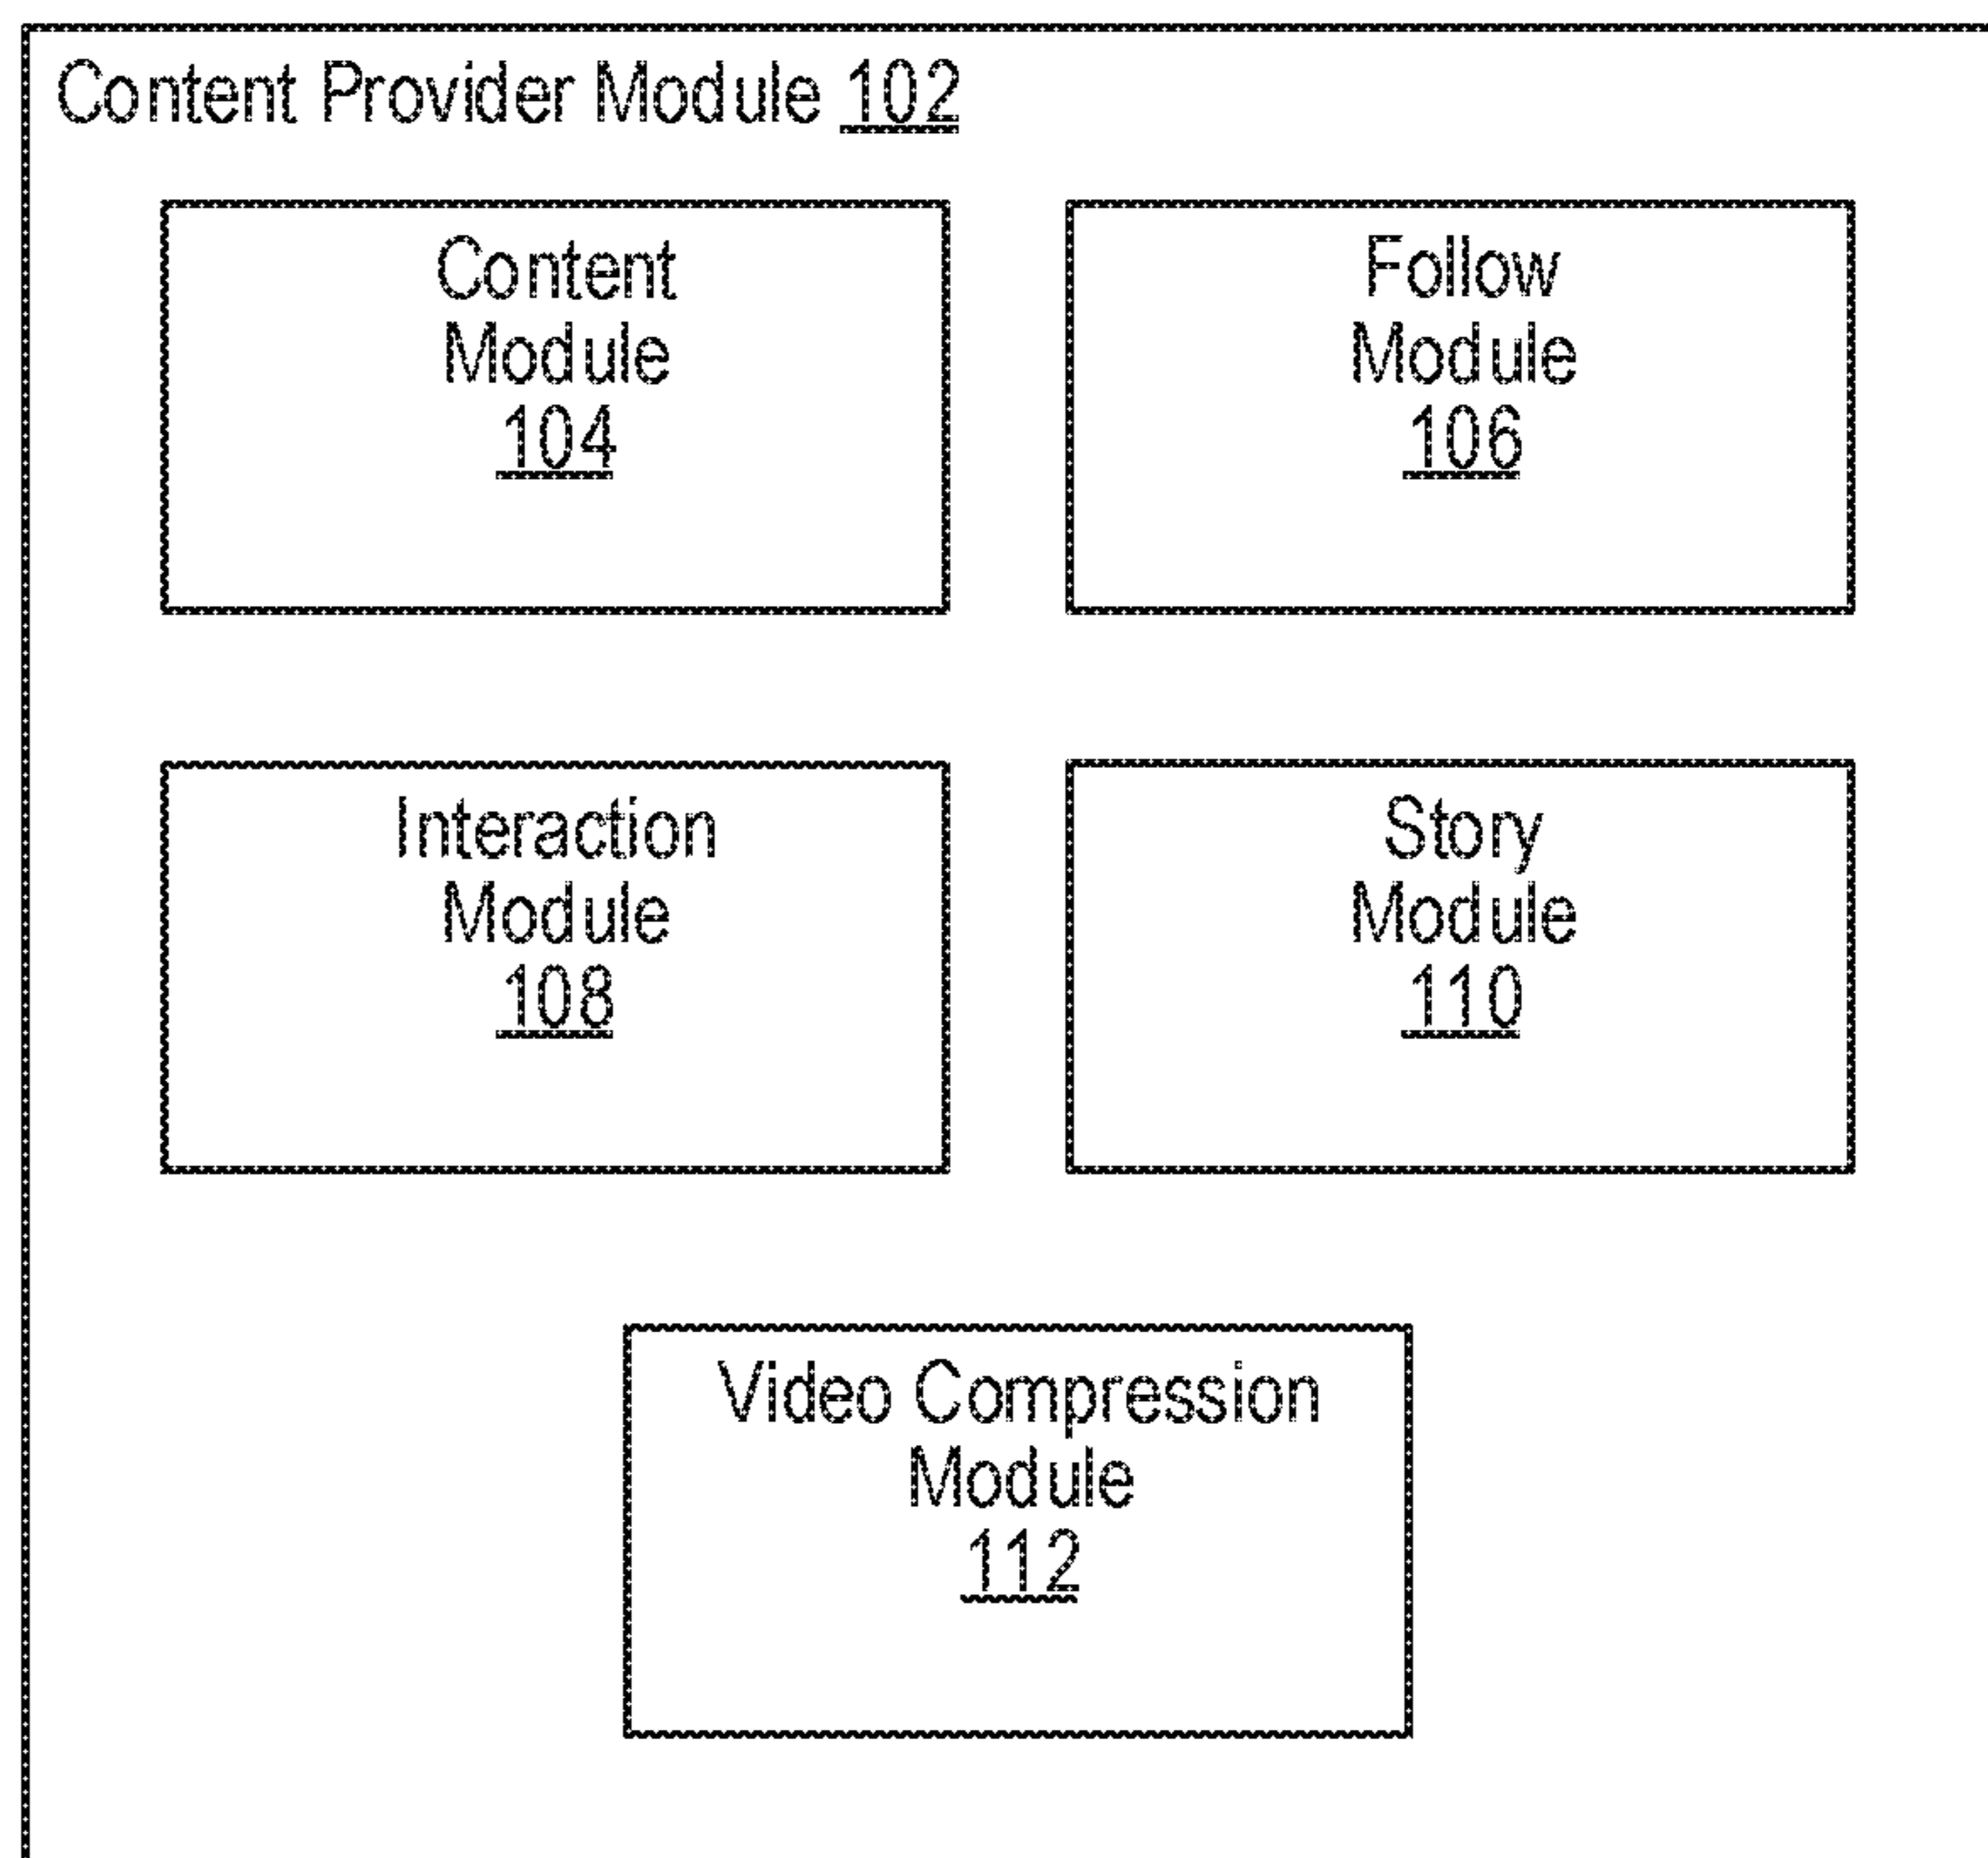 Content Provider Module 102
Content
Module
104
Follow
Module
106
Interaction
Module
108
Story
Module
110
Video Compression
Module
112